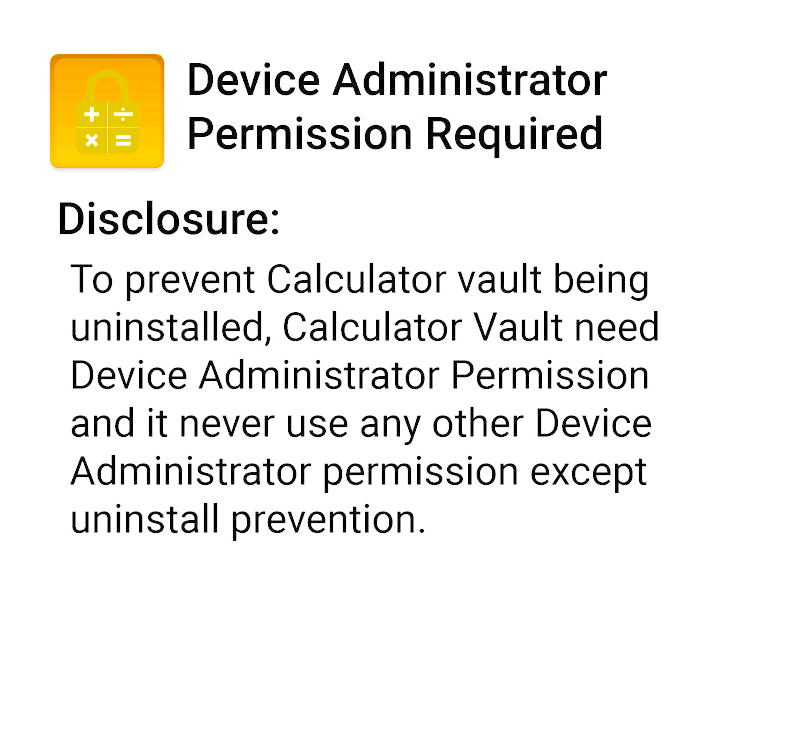 Device Administrator
Permission Required
Disclosure:
To prevent Calculator vault being
uninstalled, Calculator Vault need
Device Administrator Permission
and it never use any other Device
Administrator permission except
uninstall prevention.